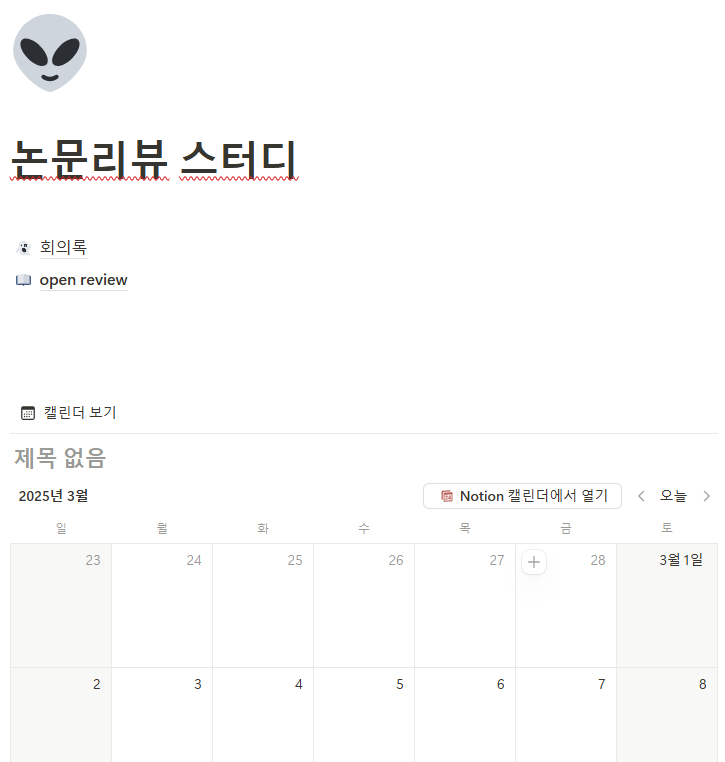 논문리뷰 스터디
회의록
open review
캘린더 보기
제목 없음
2025년 3월 Notion 캘린더에서 열기 오늘
일 월 화 수 목 금 토
23 24 25 26 27 28 3월 1일
2 3 4 5 6 7 8